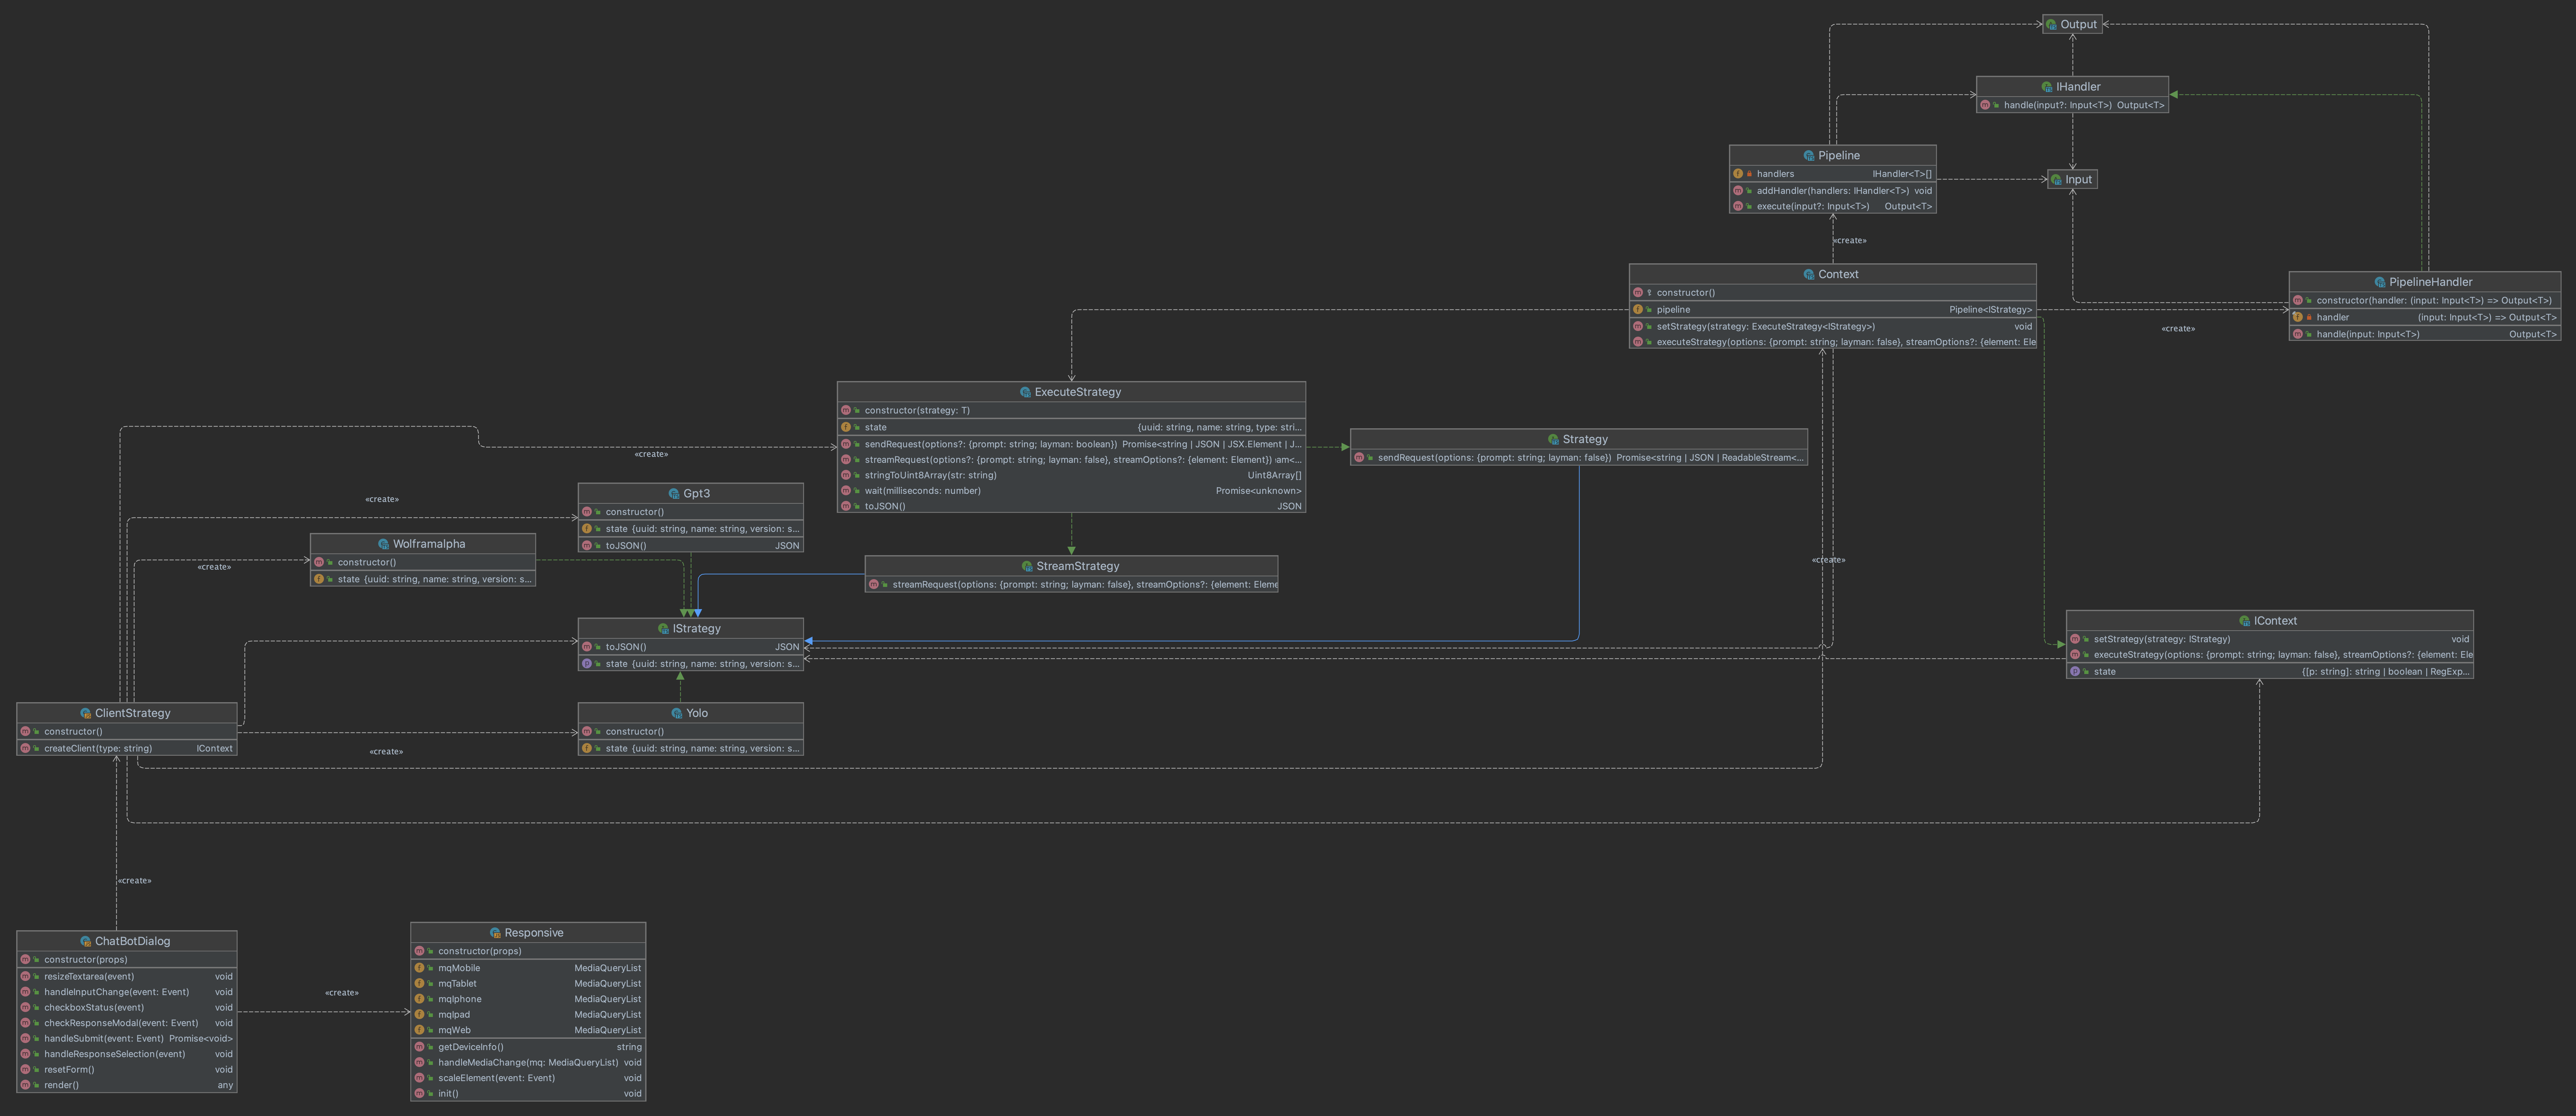 Output
IHandler
handle(input?: Input<T>) Output<T>
Pipeline
handlers IHandler<T>[]
addHandler(handlers: IHandler<T>) void
execute(input?: Input<T>) Output<T>
Input
«create»
Context
constructor()
pipeline Pipeline<IStrategy>
setStrategy(strategy: ExecuteStrategy<IStrategy>) void
executeStrategy(options: {prompt: string; layman: false}, streamOptions?: {element: Ele
PipelineHandler
constructor(handler: (input: Input<T>) => Output<T>)
handler (input: Input<T>) => Output<T>
handle(input: Input<T>) Output<T>
«create»
ExecuteStrategy
constructor(strategy: T)
state {uuid: string, name: string, type: stri...
sendRequest(options?: {prompt: string; layman: boolean}) Promise<string | JSON | JSX.Element | J...
streamRequest(options?: {prompt: string; layman: false}, streamOptions?: {element: Element}) am<...
stringToUint8Array(str: string) Uint8Array[]
wait(milliseconds: number) Promise<unknown>
toJSON() JSON
Strategy
sendRequest(options: {prompt: string; layman: false}) Promise<string | JSON | ReadableStream<...
«create»
«create»
Gpt3
constructor()
state {uuid: string, name: string, version: s...
toJSON() JSON
Wolframalpha
constructor()
state {uuid: string, name: string, version: s...
«create»
StreamStrategy
streamRequest(options: {prompt: string; layman: false}, streamOptions?: {element: Eleme
«create»
IStrategy
toJSON() JSON
state {uuid: string, name: string, version: s...
IContext
setStrategy(strategy: IStrategy) void
executeStrategy(options: {prompt: string; layman: false}, streamOptions?: {element: Ele
state {[p: string]: string | boolean | RegExp...
ClientStrategy
constructor()
createClient(type: string) IContext
Yolo
constructor()
state {uuid: string, name: string, version: s...
«create»
«create»
ChatBotDialog
constructor(props)
resizeTextarea(event) void
handleInputChange(event: Event) void
checkboxStatus(event) void
checkResponseModal(event: Event) void
handleSubmit(event: Event) Promise<void>
handleResponseSelection(event) void
resetForm() void
render() any
«create»
Responsive
constructor(props)
mqMobile MediaQueryList
mqTablet MediaQueryList
mqIphone MediaQueryList
mqIpad MediaQueryList
mqWeb MediaQueryList
getDeviceInfo() string
handleMediaChange(mq: MediaQueryList) void
scaleElement(event: Event) void
init() void